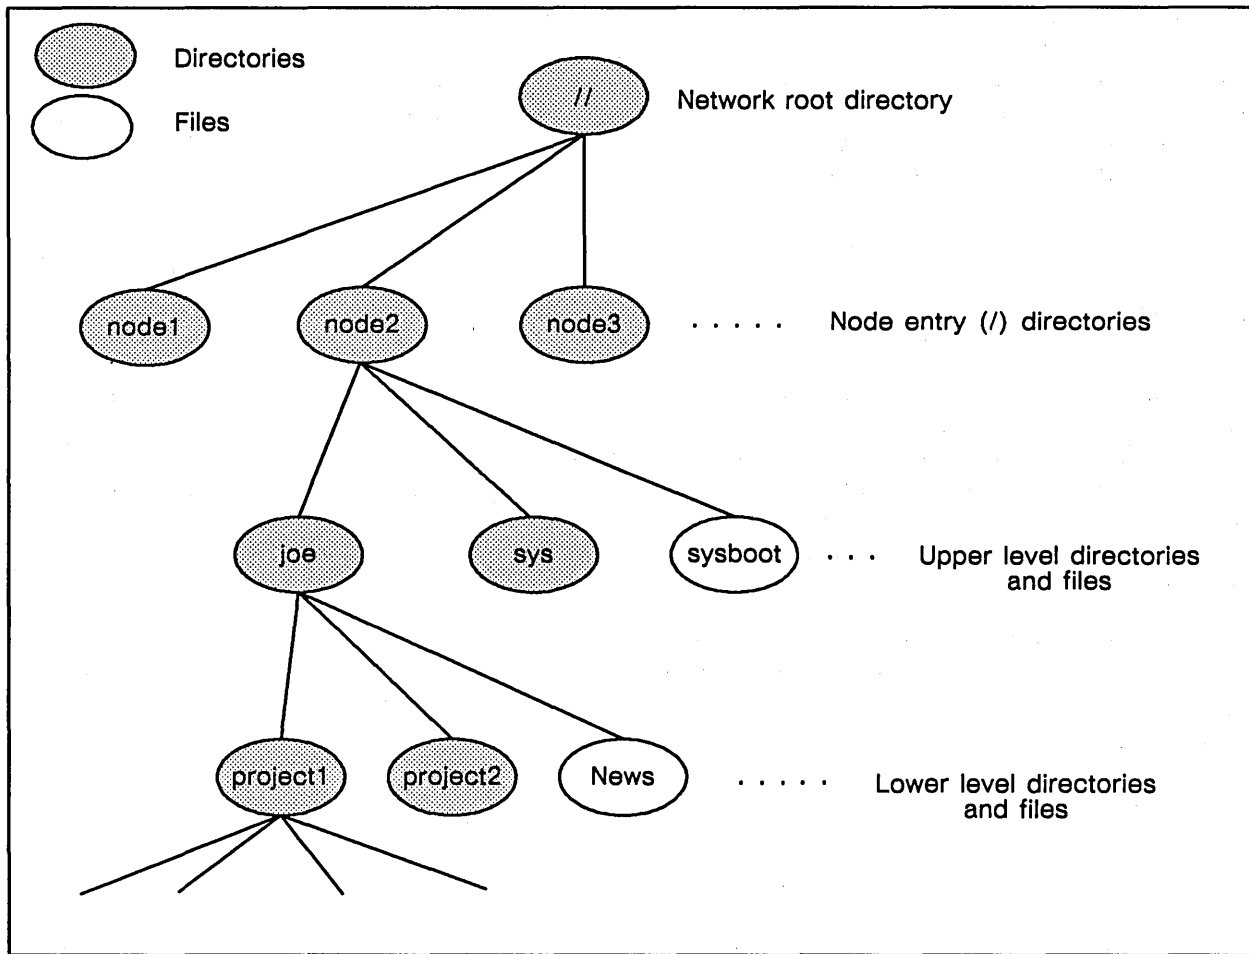 Directories
//
Network root directory
Files
node1
node2
node3
. . . . .
Node entry (/) directories
joe
sys
sysboot
. . .
Upper level directories
and files
project1
project2
News
. . . . .
Lower level directories
and files